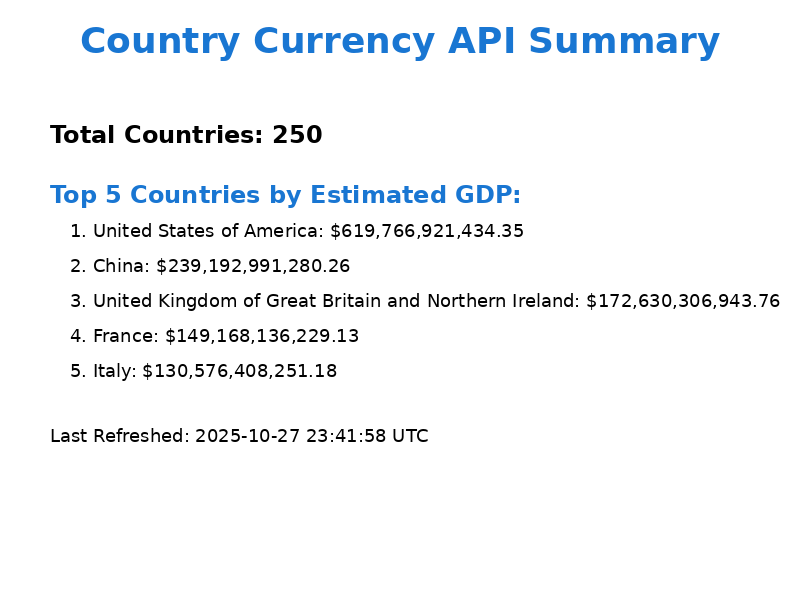 Country Currency API Summary
Total Countries: 250
Top 5 Countries by Estimated GDP:
1. United States of America: $619,766,921,434.35
2. China: $239,192,991,280.26
3. United Kingdom of Great Britain and Northern Ireland: $172,630,306,943.76
4. France: $149,168,136,229.13
5. Italy: $130,576,408,251.18
Last Refreshed: 2025-10-27 23:41:58 UTC